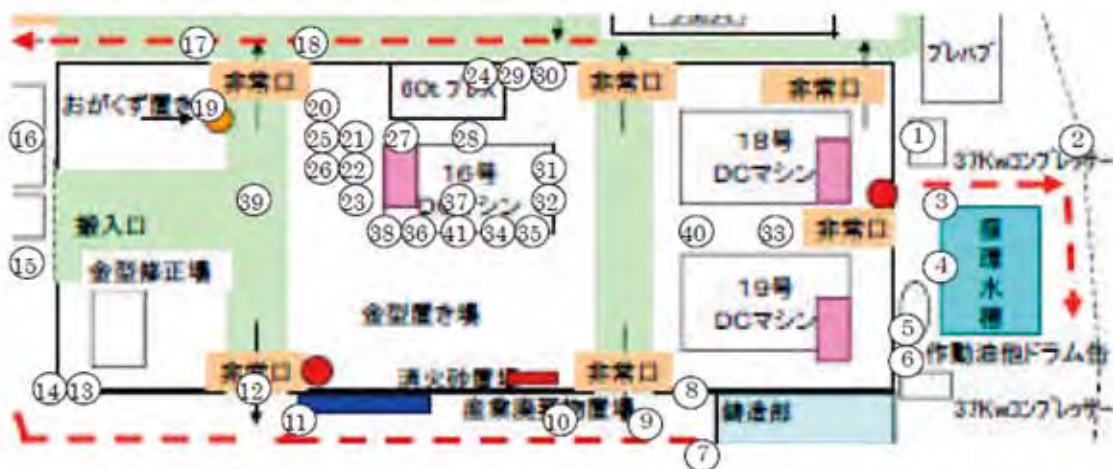 ⑰
⑱
プレハブ
非常口
60t プレス
㉔
㉙
㉚
非常口
非常口
おがくず置き
⑲
⑳
①
②
37Kwコンプレッサー
⑯
㉕
㉑
㉗
㉘
18号
DCマシン
㉖
㉒
16号
DCマシン
㉛
㉓
㊲
㉜
③
㊴
搬入口
㊳
㊱
㊶
㉞
㉟
㊵
㉝
非常口
循環水槽
④
⑮
金型修正場
金型置き場
19号
DCマシン
⑤
⑥
作動油他ドラム缶
非常口
消火砂置場
非常口
⑭
⑬
⑫
⑧
37Kwコンプレッサー
⑪
産業廃棄物置場
⑩
⑨
鋳造部
⑦